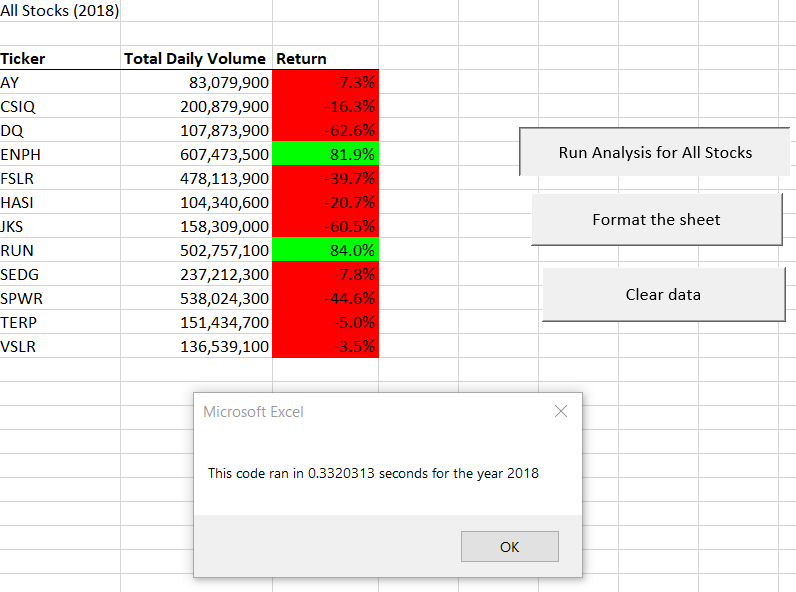 All Stocks (2018)
Ticker Total Daily Volume Return
AY 83,079,900 -7.3%
CSIQ 200,879,900 -16.3%
DQ 107,873,900 -62.6%
ENPH 607,473,500 81.9%
FSLR 478,113,900 -39.7%
HASI 104,340,600 -20.7%
JKS 158,309,000 -60.5%
RUN 502,757,100 84.0%
SEDG 237,212,300 -7.8%
SPWR 538,024,300 -44.6%
TERP 151,434,700 -5.0%
VSLR 136,539,100 -3.5%
Run Analysis for All Stocks
Format the sheet
Clear data
Microsoft Excel
This code ran in 0.3320313 seconds for the year 2018
OK